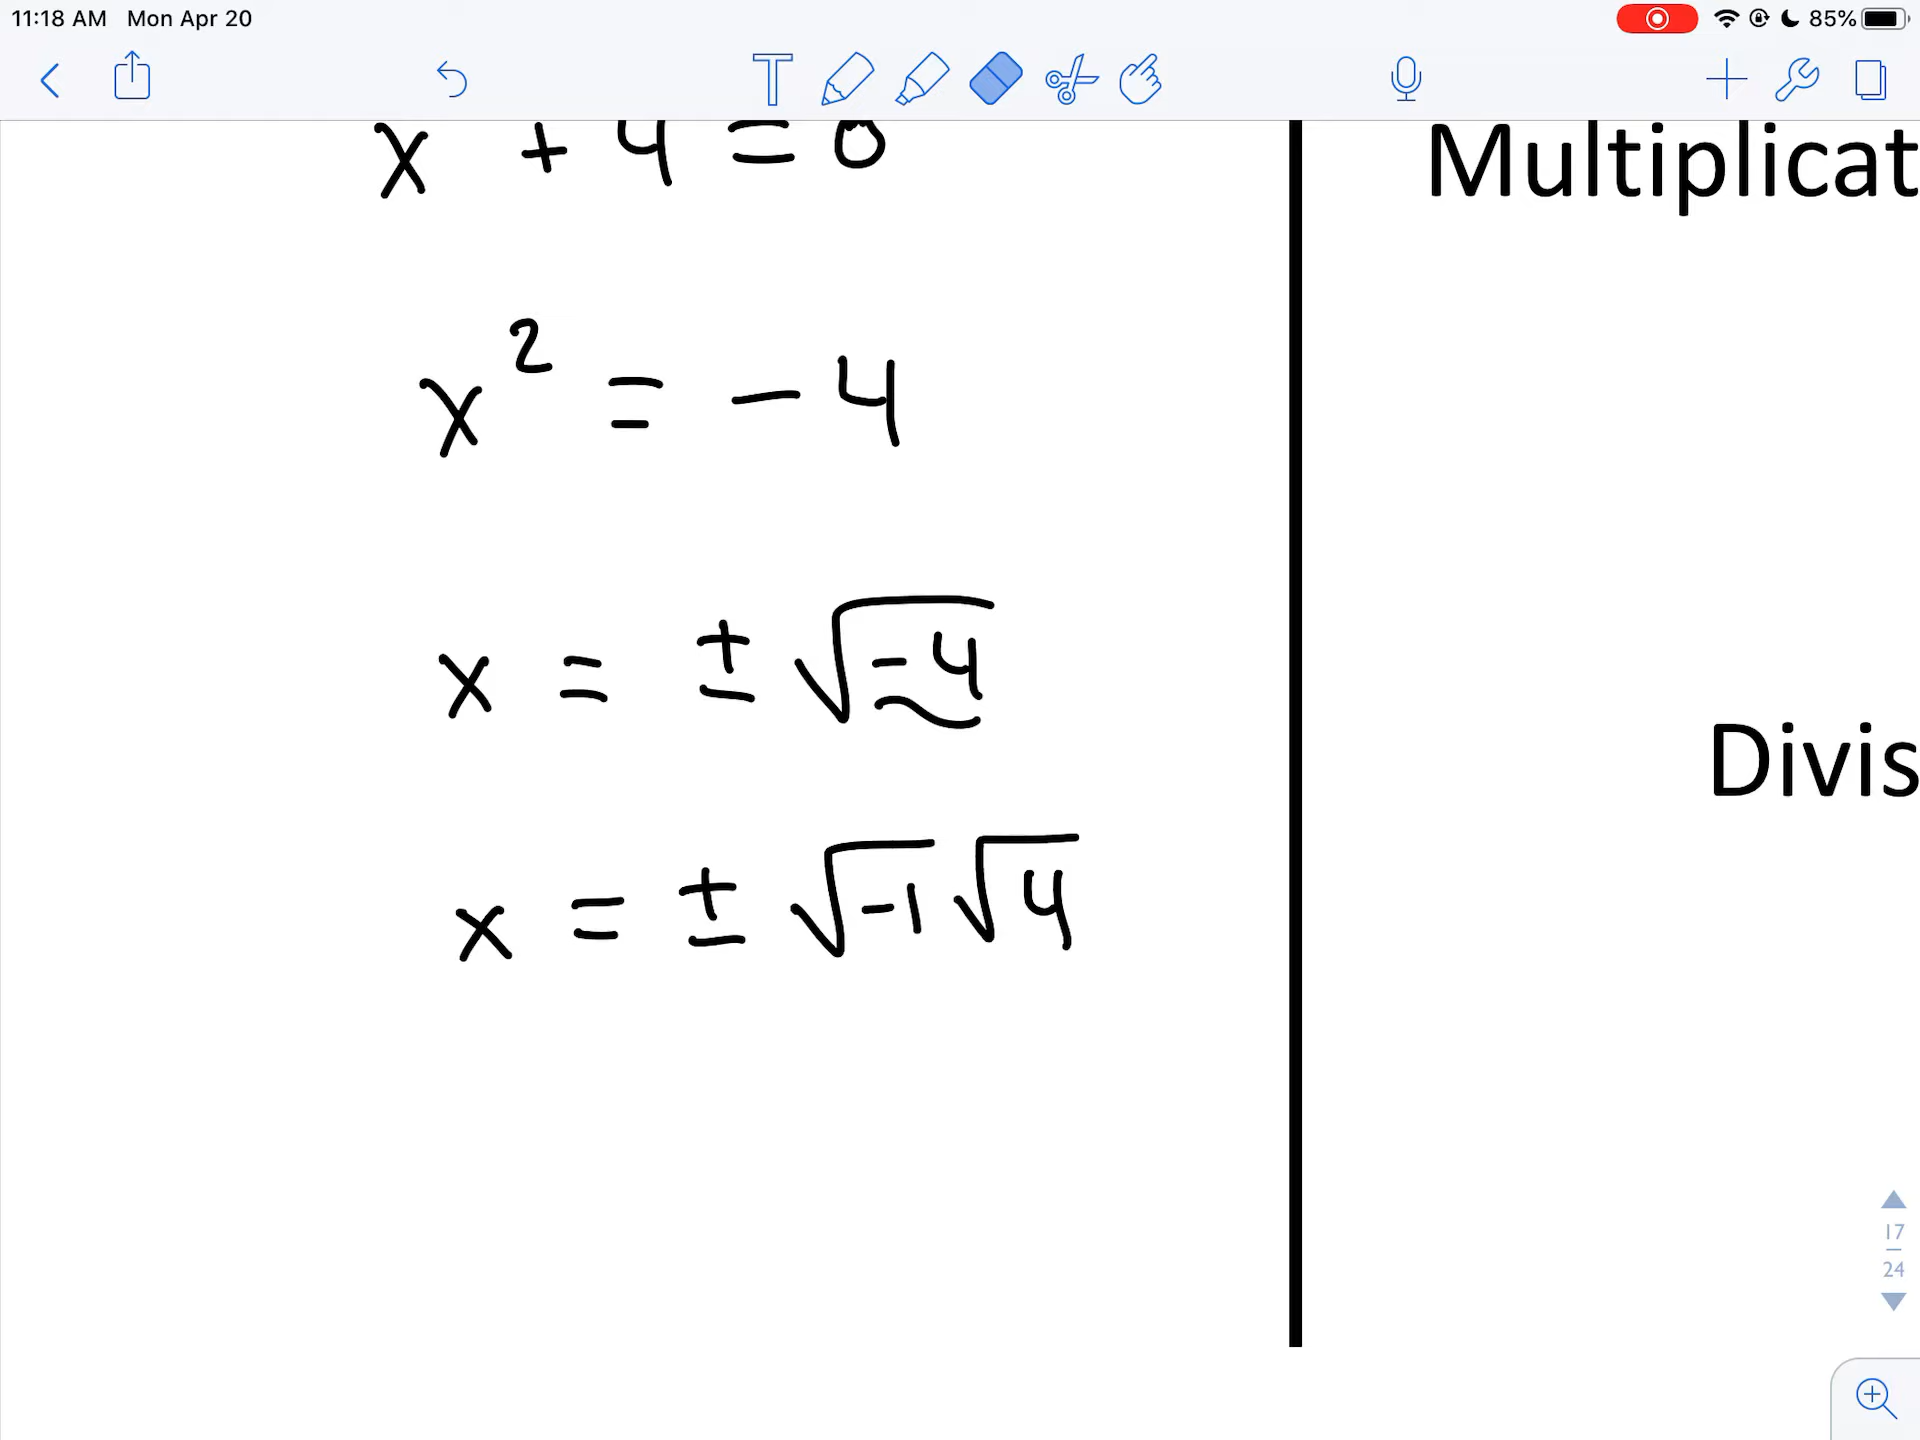 11:18 AM Mon Apr 20
85%
T
x + 4 = 0
x² = - 4
x = ± √-4
x = ± √-1 √4
Multiplicat
Divis
17
24